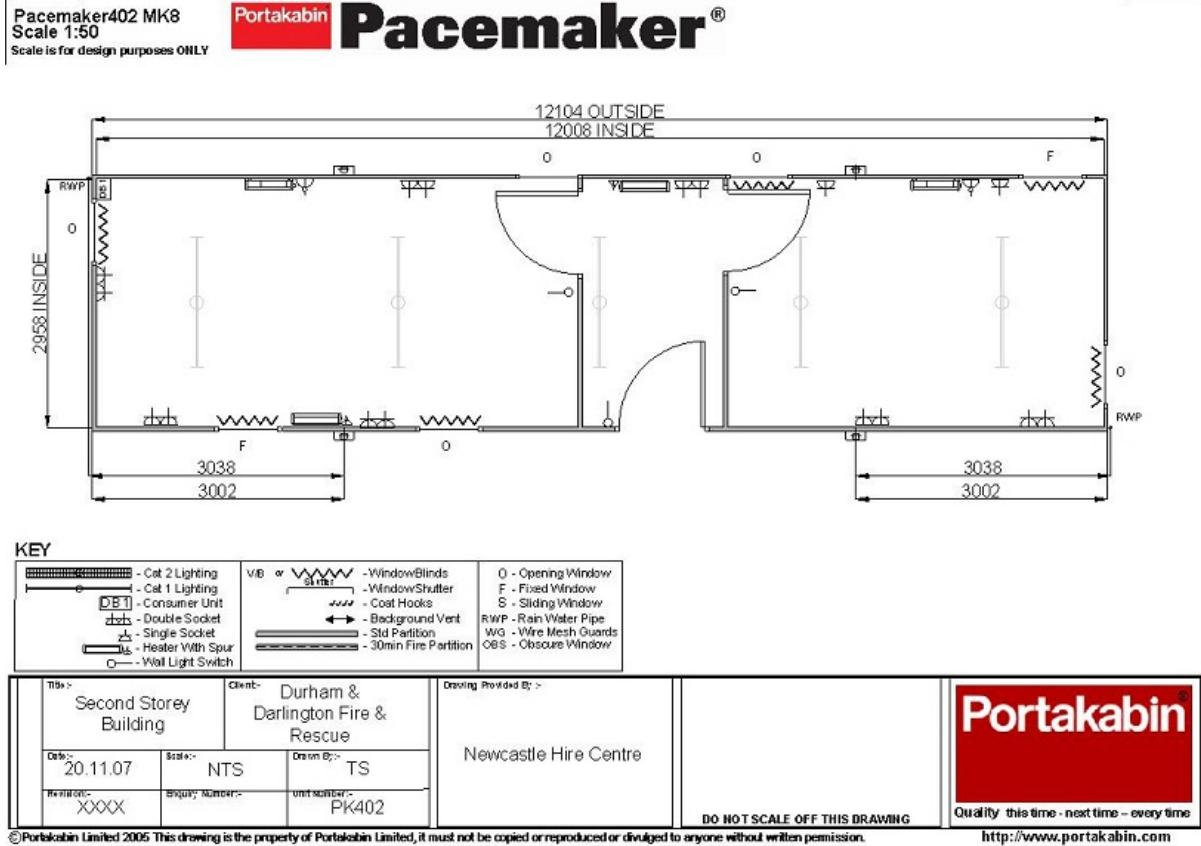 Pacemaker402 MK8
Scale 1:50
Scale is for design purposes ONLY
Portakabin Pacemaker®
12104 OUTSIDE
12008 INSIDE
O
O
F
RWP
DB1
O
2958 INSIDE
O
RWP
F
O
3038
3002
3038
3002
KEY
- Cat 2 Lighting
- Cat 1 Lighting
DB1 - Consumer Unit
- Double Socket
- Single Socket
- Heater With Spur
- Wall Light Switch
V/B or - Window Blinds
Shutter - Window Shutter
- Coat Hooks
- Background Vent
- Std Partition
- 30min Fire Partition
O - Opening Window
F - Fixed Window
S - Sliding Window
RWP - Rain Water Pipe
WG - Wire Mesh Guards
OBS - Obscure Window
Title :-
Second Storey
Building
Client:-
Durham &
Darlington Fire &
Rescue
Drawing Provided By :-
Newcastle Hire Centre
Date:-
20.11.07
Scale:-
NTS
Drawn By:-
TS
Revision:-
XXXX
Enquiry Number:-
Unit Number:-
PK402
DO NOT SCALE OFF THIS DRAWING
Portakabin®
Quality this time - next time – every time
©Portakabin Limited 2005 This drawing is the property of Portakabin Limited, it must not be copied or reproduced or divulged to anyone without written permission.
http://www.portakabin.com